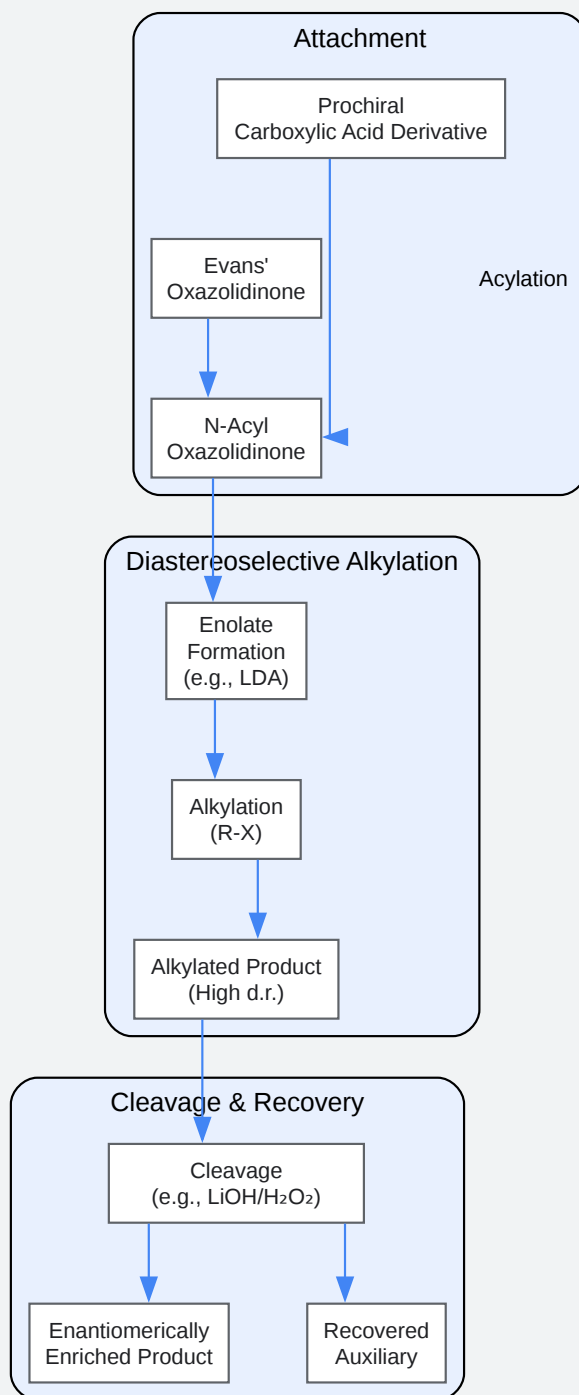 Attachment
Prochiral
Carboxylic Acid Derivative
Evans'
Oxazolidinone
Acylation
N-Acyl
Oxazolidinone
Diastereoselective Alkylation
Enolate
Formation
(e.g., LDA)
Alkylation
(R-X)
Alkylated Product
(High d.r.)
Cleavage & Recovery
Cleavage
(e.g., LiOH/H₂O₂)
Enantiomerically
Enriched Product
Recovered
Auxiliary